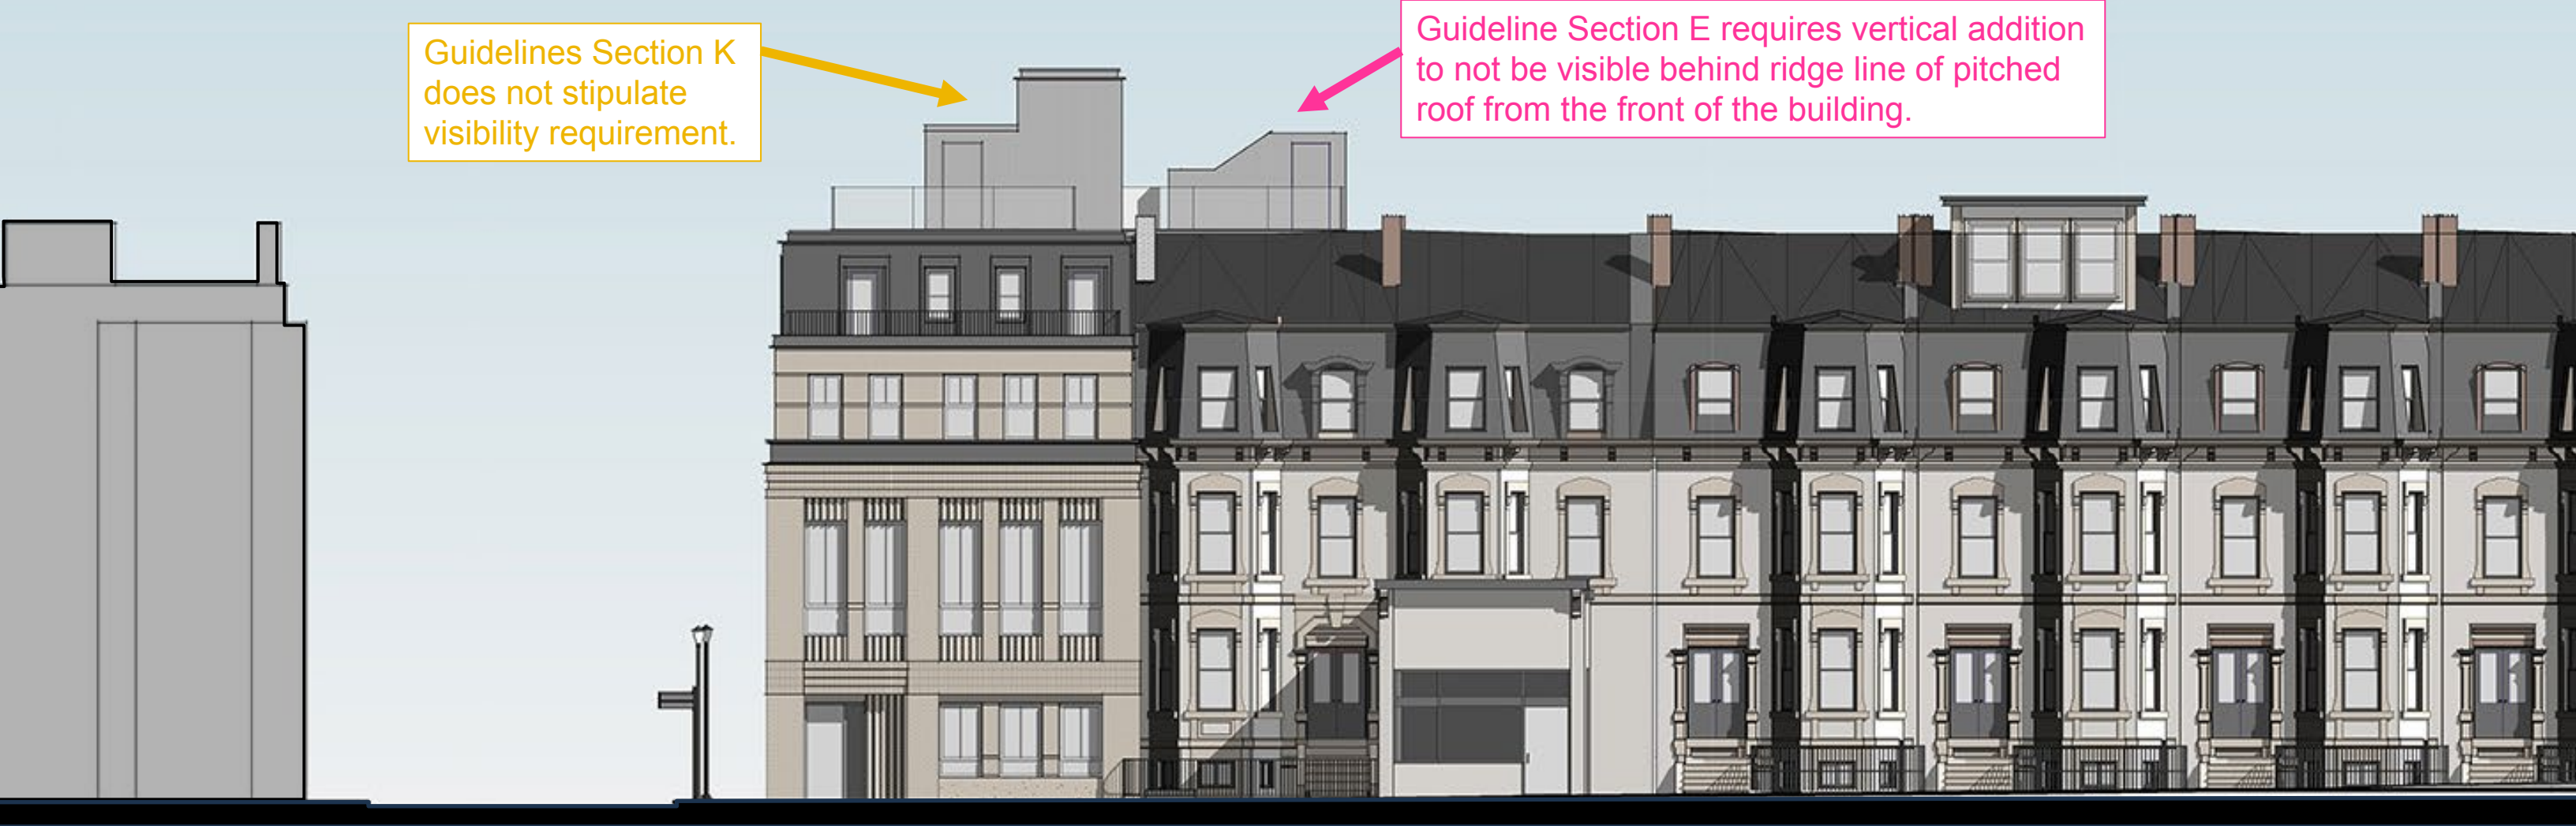 Guidelines Section K
does not stipulate
visibility requirement.
Guideline Section E requires vertical addition
to not be visible behind ridge line of pitched
roof from the front of the building.